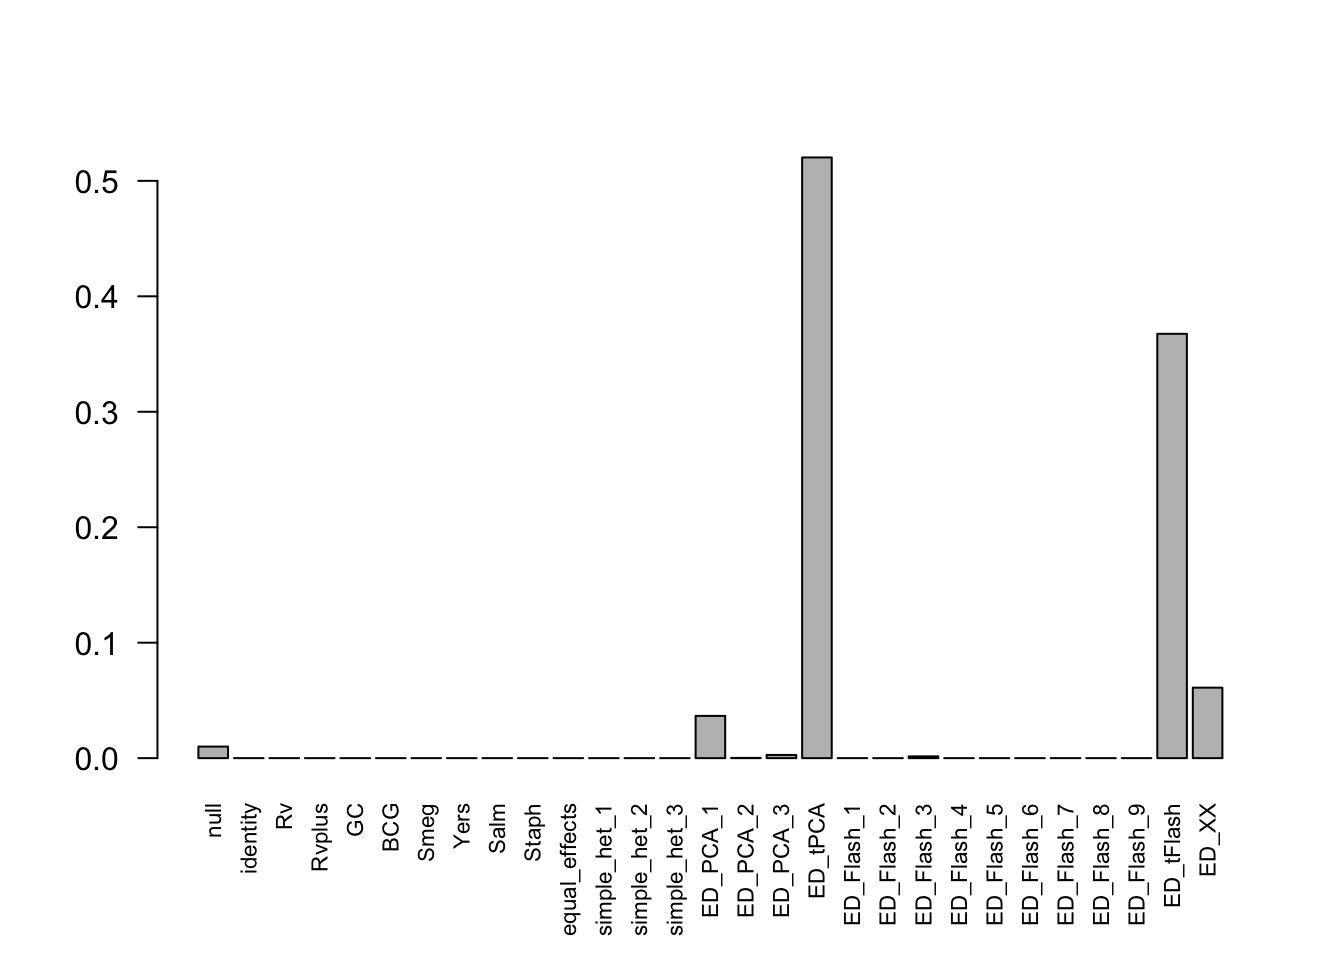 0.5
0.4
0.3
0.2
0.1
0.0
null
identity
Rv
Rvplus
GC
BCG
Smeg
Yers
Salm
Staph
equal_effects
simple_het_1
simple_het_2
simple_het_3
ED_PCA_1
ED_PCA_2
ED_PCA_3
ED_tPCA
ED_Flash_1
ED_Flash_2
ED_Flash_3
ED_Flash_4
ED_Flash_5
ED_Flash_6
ED_Flash_7
ED_Flash_8
ED_Flash_9
ED_tFlash
ED_XX